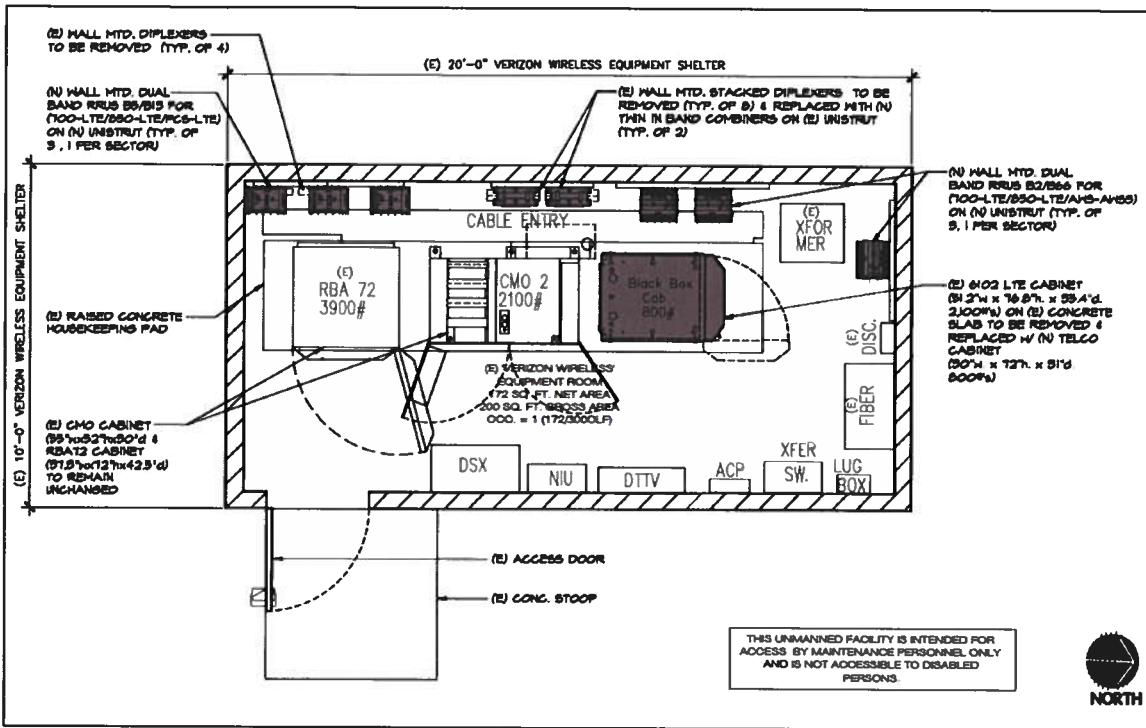 (E) WALL MTD. DIPLEXERS
TO BE REMOVED (TYP. OF 4)
(E) 20'-0" VERIZON WIRELESS EQUIPMENT SHELTER
(N) WALL MTD. DUAL
BAND RRUS B5/B13 FOR
(700-LTE/850-LTE/PCS-LTE)
ON (N) UNISTRUT (TYP. OF
3, 1 PER SECTOR)
(E) WALL MTD. STACKED DIPLEXERS TO BE
REMOVED (TYP. OF 8) & REPLACED WITH (N)
THIN IN BAND COMBINERS ON (E) UNISTRUT
(TYP. OF 2)
(N) WALL MTD. DUAL
BAND RRUS B2/B66 FOR
(700-LTE/850-LTE/AWS-AWS3)
ON (N) UNISTRUT (TYP. OF
3, 1 PER SECTOR)
(E) 10'-0" VERIZON WIRELESS EQUIPMENT SHELTER
CABLE ENTRY
(E)
XFOR
MER
(E)
RBA 72
3900#
CMO 2
2100#
Black Box
Cab
800#
(E) RAISED CONCRETE
HOUSEKEEPING PAD
(E) 6102 LTE CABINET
ON (E) CONCRETE
SLAB TO BE REMOVED &
REPLACED W/ (N) TELCO
CABINET
(E)
DISC.
(E) VERIZON WIRELESS
EQUIPMENT ROOM
172 SQ. FT. NET AREA
200 SQ. FT. GROSS AREA
OCC. = 1 (172/300OLF)
(E)
FIBER
(E) CMO CABINET
RBA72 CABINET
TO REMAIN
UNCHANGED
DSX
NIU
DTTV
ACP
XFER
SW.
LUG
BOX
(E) ACCESS DOOR
(E) CONC. STOOP
THIS UNMANNED FACILITY IS INTENDED FOR
ACCESS BY MAINTENANCE PERSONNEL ONLY
AND IS NOT ACCESSIBLE TO DISABLED
PERSONS.
NORTH